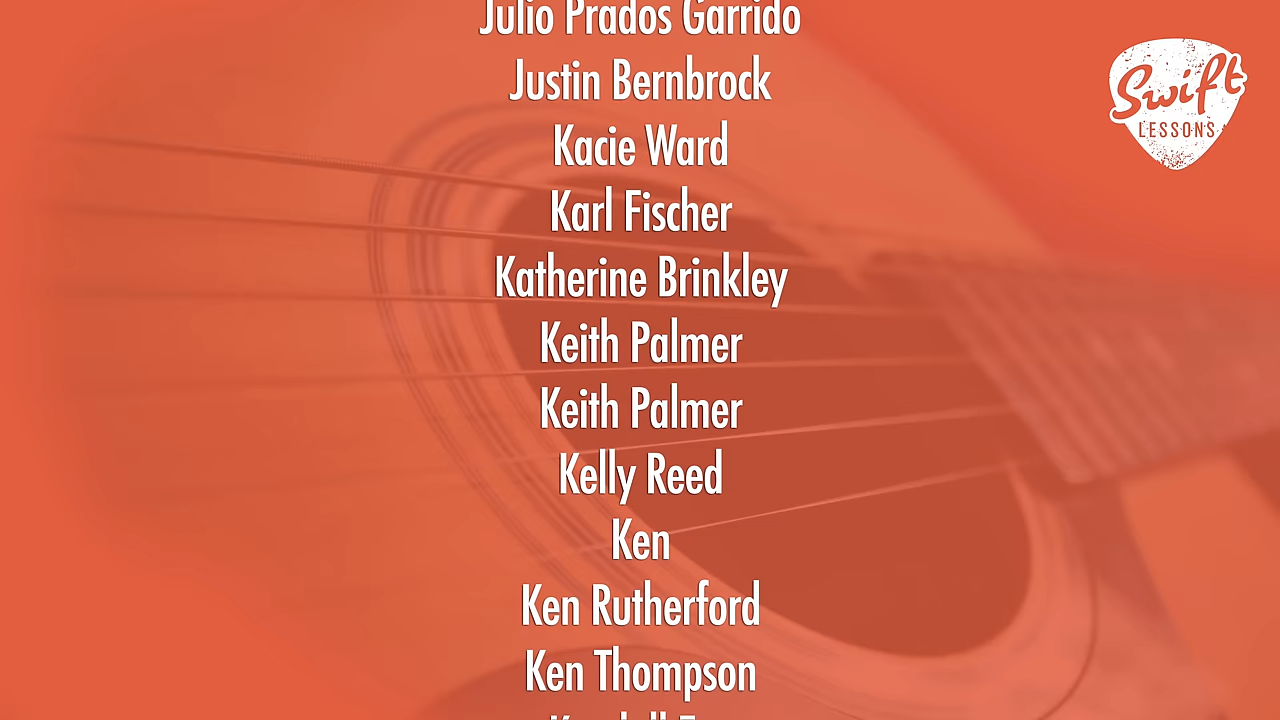 Julio Prados Garrido
Justin Bernbrock
Kacie Ward
Karl Fischer
Katherine Brinkley
Keith Palmer
Keith Palmer
Kelly Reed
Ken
Ken Rutherford
Ken Thompson
Swift
LESSONS